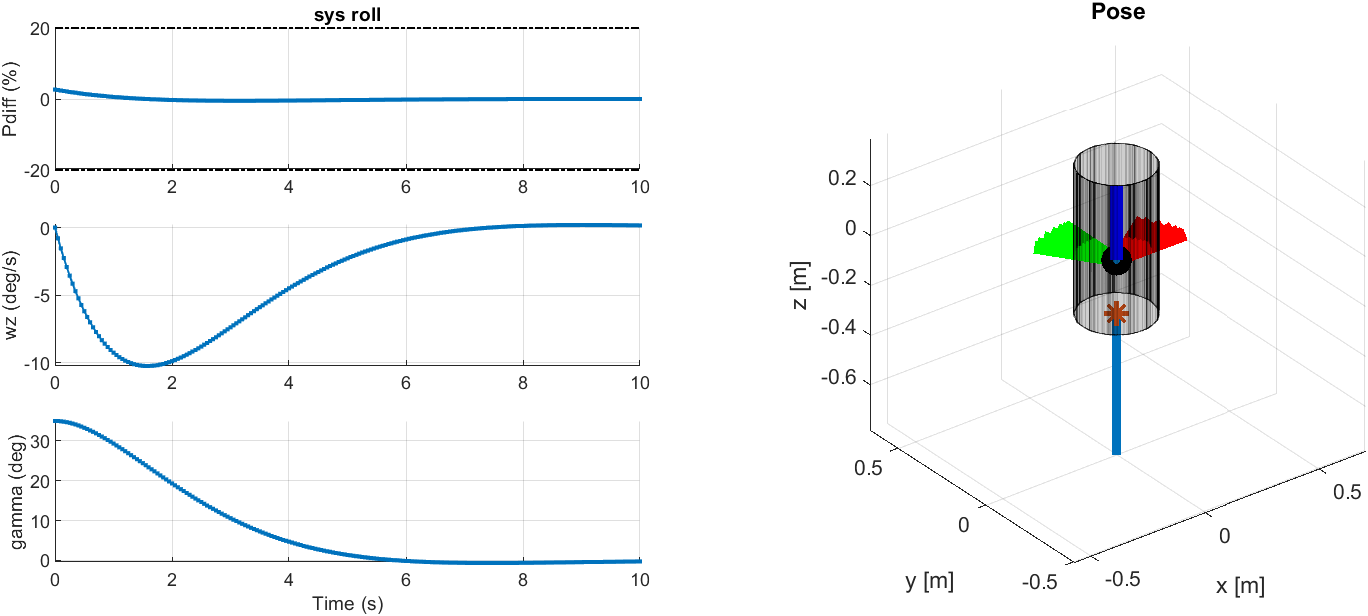 sys roll
Pdiff (%)
20
0
-20
0 2 4 6 8 10
wz (deg/s)
0
-5
-10
0 2 4 6 8 10
gamma (deg)
30
20
10
0
0 2 4 6 8 10
Time (s)
Pose
z [m]
0.2
0
-0.2
-0.4
-0.6
0.5
0
-0.5
y [m]
-0.5
0
0.5
x [m]